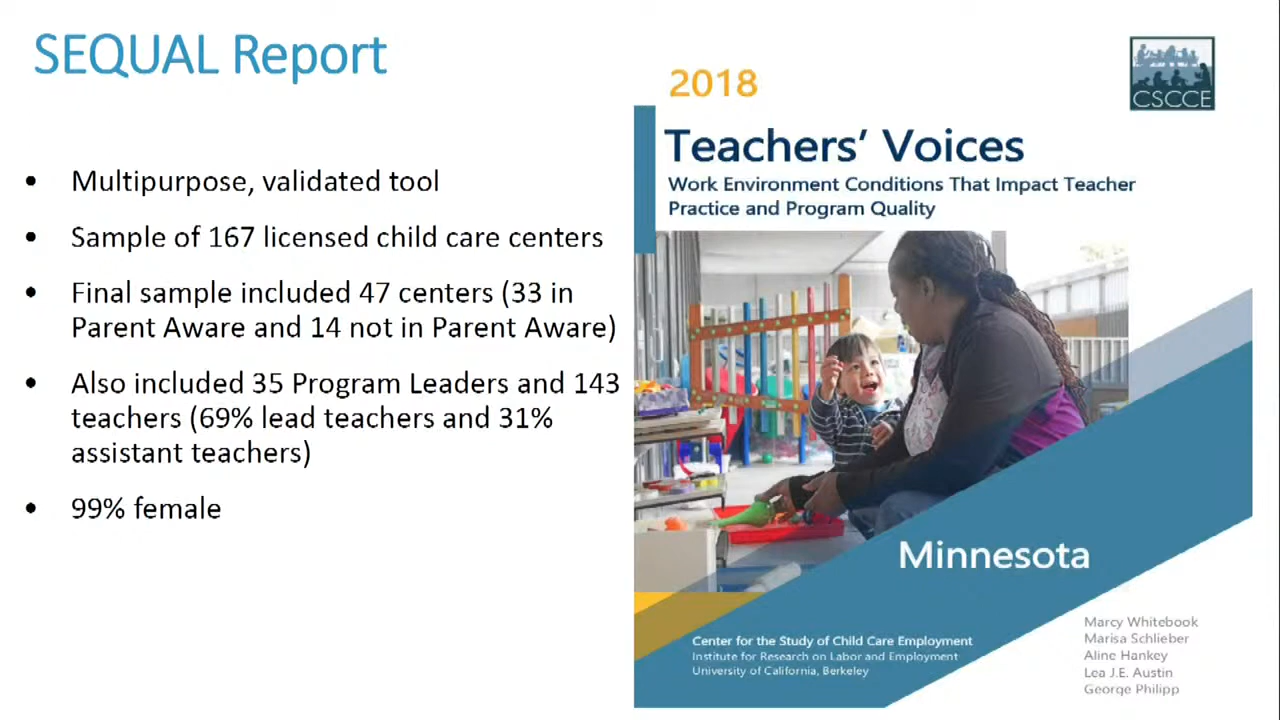 SEQUAL Report
• Multipurpose, validated tool
• Sample of 167 licensed child care centers
• Final sample included 47 centers (33 in
Parent Aware and 14 not in Parent Aware)
• Also included 35 Program Leaders and 143
teachers (69% lead teachers and 31%
assistant teachers)
• 99% female
2018
CSCCE
Teachers’ Voices
Work Environment Conditions That Impact Teacher
Practice and Program Quality
Minnesota
Center for the Study of Child Care Employment
Institute for Research on Labor and Employment
University of California, Berkeley
Marcy Whitebook
Marisa Schlieber
Aline Hankey
Lea J.E. Austin
George Philipp